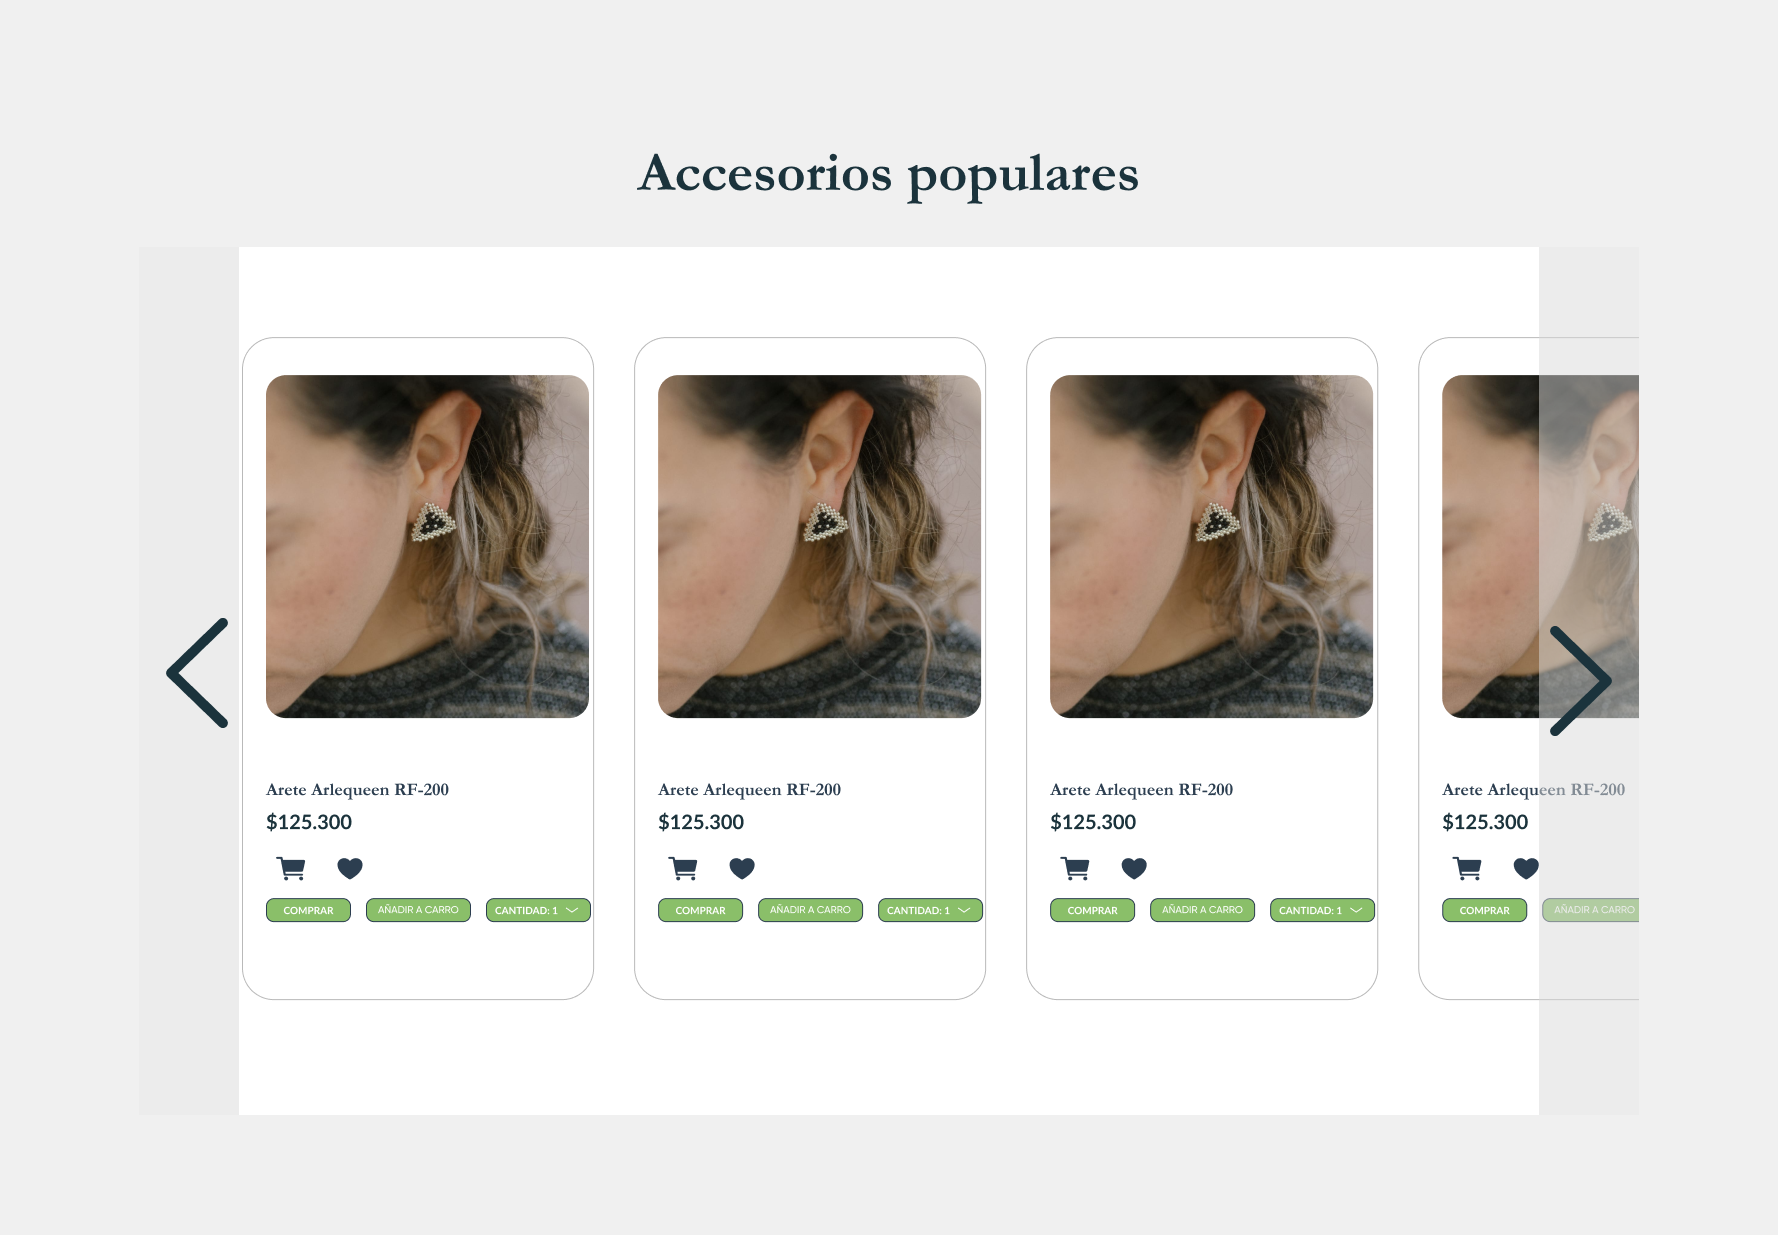 Accesorios populares
Arete Arlequeen RF-200
$125.300
COMPRAR
AÑADIR A CARRO
CANTIDAD: 1
Arete Arlequeen RF-200
$125.300
COMPRAR
AÑADIR A CARRO
CANTIDAD: 1
Arete Arlequeen RF-200
$125.300
COMPRAR
AÑADIR A CARRO
CANTIDAD: 1
Arete Arlequeen RF-200
$125.300
COMPRAR
AÑADIR A CARRO